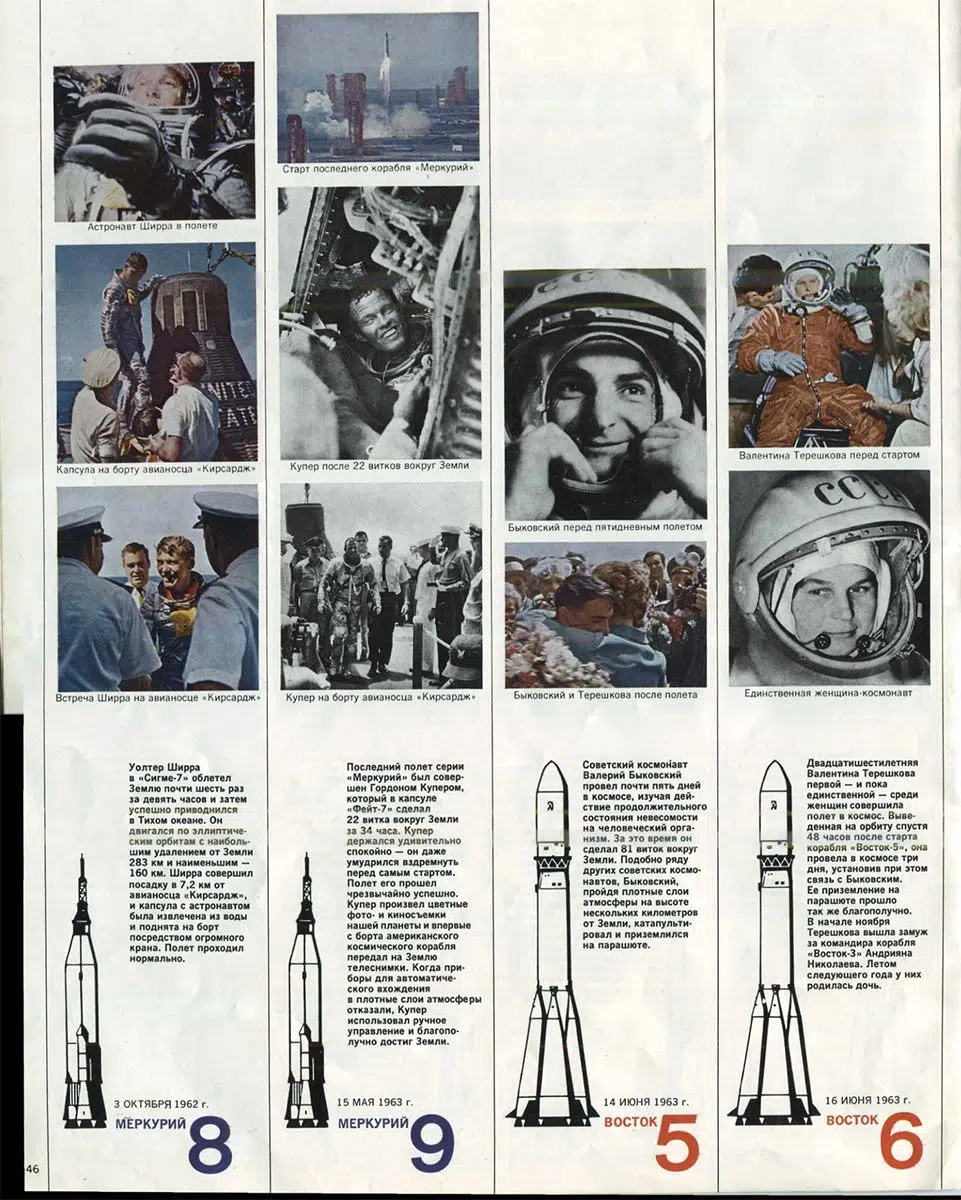 Астронавт Ширра в полете
Капсула на борту авианосца «Кирсардж»
Встреча Ширра на авианосце «Кирсардж»
Уолтер Ширра
в «Сигме-7» облетел
Землю почти шесть раз
за девять часов и затем
успешно приводнился
в Тихом океане. Он
двигался по эллиптичес-
ким орбитам с наиболь-
шим удалением от Земли
283 км и наименьшим —
160 км. Ширра совершил
посадку в 7,2 км от
авианосца «Кирсардж»,
и капсула с астронавтом
была извлечена из воды
и поднята на борт
посредством огромного
крана. Полет проходил
нормально.
3 ОКТЯБРЯ 1962 г.
МЕРКУРИЙ 8
Старт последнего корабля «Меркурий»
Купер после 22 витков вокруг Земли
Купер на борту авианосца «Кирсардж»
Последний полет серии
«Меркурий» был совер-
шен Гордоном Купером,
который в капсуле
«Фейт-7» сделал
22 витка вокруг Земли
за 34 часа. Купер
держался удивительно
спокойно — он даже
умудрился вздремнуть
перед самым стартом.
Полет его прошел
чрезвычайно успешно.
Купер произвел цветные
фото- и киносъемки
нашей планеты и впервые
с борта американского
космического корабля
передал на Землю
телеснимки. Когда при-
боры для автоматиче-
ского вхождения
в плотные слои атмосферы
отказали, Купер
использовал ручное
управление и благопо-
лучно достиг Земли.
15 МАЯ 1963 г.
МЕРКУРИЙ 9
СССР
Быковский перед пятидневным полетом
Быковский и Терешкова после полета
Советский космонавт
Валерий Быковский
провел почти пять дней
в космосе, изучая дей-
ствие продолжительного
состояния невесомости
на человеческий орга-
низм. За это время он
сделал 81 виток вокруг
Земли. Подобно ряду
других советских космо-
навтов, Быковский,
пройдя плотные слои
атмосферы на высоте
нескольких километров
от Земли, катапульти-
ровал и приземлился
на парашюте.
14 ИЮНЯ 1963 г.
ВОСТОК 5
Валентина Терешкова перед стартом
СССР
Единственная женщина-космонавт
Двадцатишестилетняя
Валентина Терешкова
первой — и пока
единственной — среди
женщин совершила
полет в космос. Выве-
денная на орбиту спустя
48 часов после старта
корабля «Восток-5», она
провела в космосе три
дня, установив при этом
связь с Быковским.
Ее приземление на
парашюте прошло
так же благополучно.
В начале ноября
Терешкова вышла замуж
за командира корабля
«Восток-3» Андрияна
Николаева. Летом
следующего года у них
родилась дочь.
16 ИЮНЯ 1963 г.
ВОСТОК 6
46